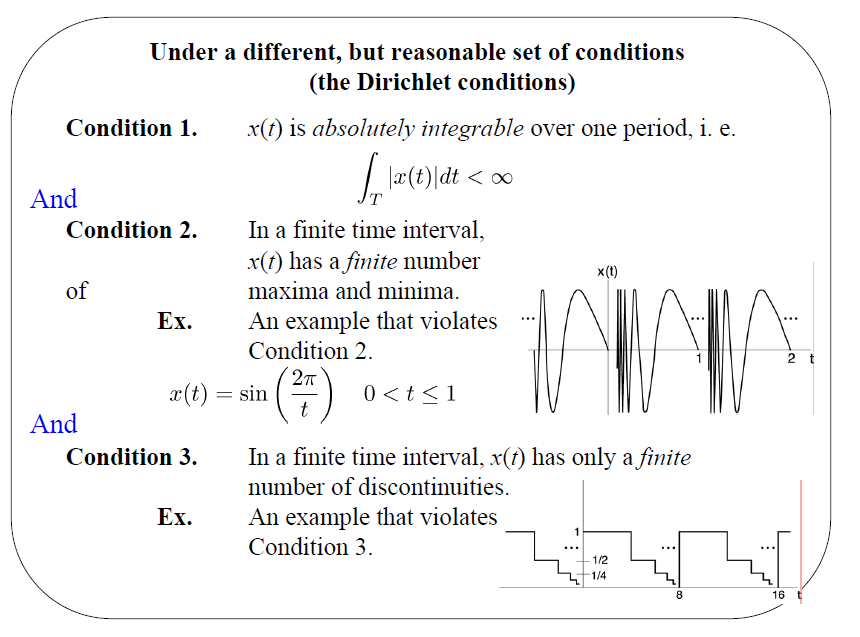 Under a different, but reasonable set of conditions
(the Dirichlet conditions)
Condition 1. x(t) is absolutely integrable over one period, i. e.
∫_T |x(t)|dt < ∞
And
Condition 2. In a finite time interval,
x(t) has a finite number
of maxima and minima.
Ex. An example that violates
Condition 2.
x(t) = sin(2π/t) 0 < t ≤ 1
x(t)
... ... ...
1 2 t
And
Condition 3. In a finite time interval, x(t) has only a finite
number of discontinuities.
Ex. An example that violates
Condition 3.
1
... ... ...
1/2
1/4
8 16 t